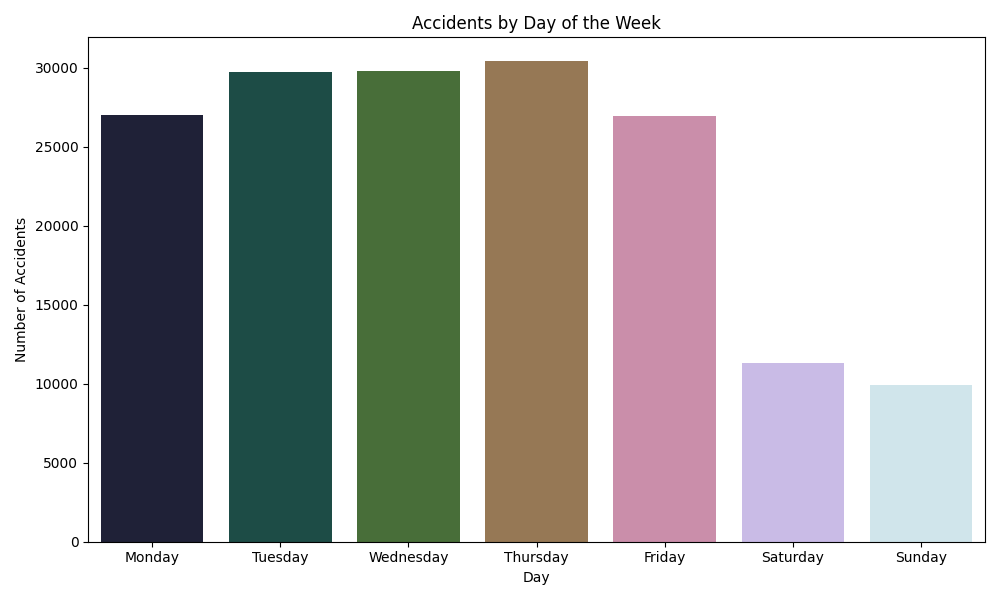 Accidents by Day of the Week
Number of Accidents
30000
25000
20000
15000
10000
5000
0
Monday Tuesday Wednesday Thursday Friday Saturday Sunday
Day